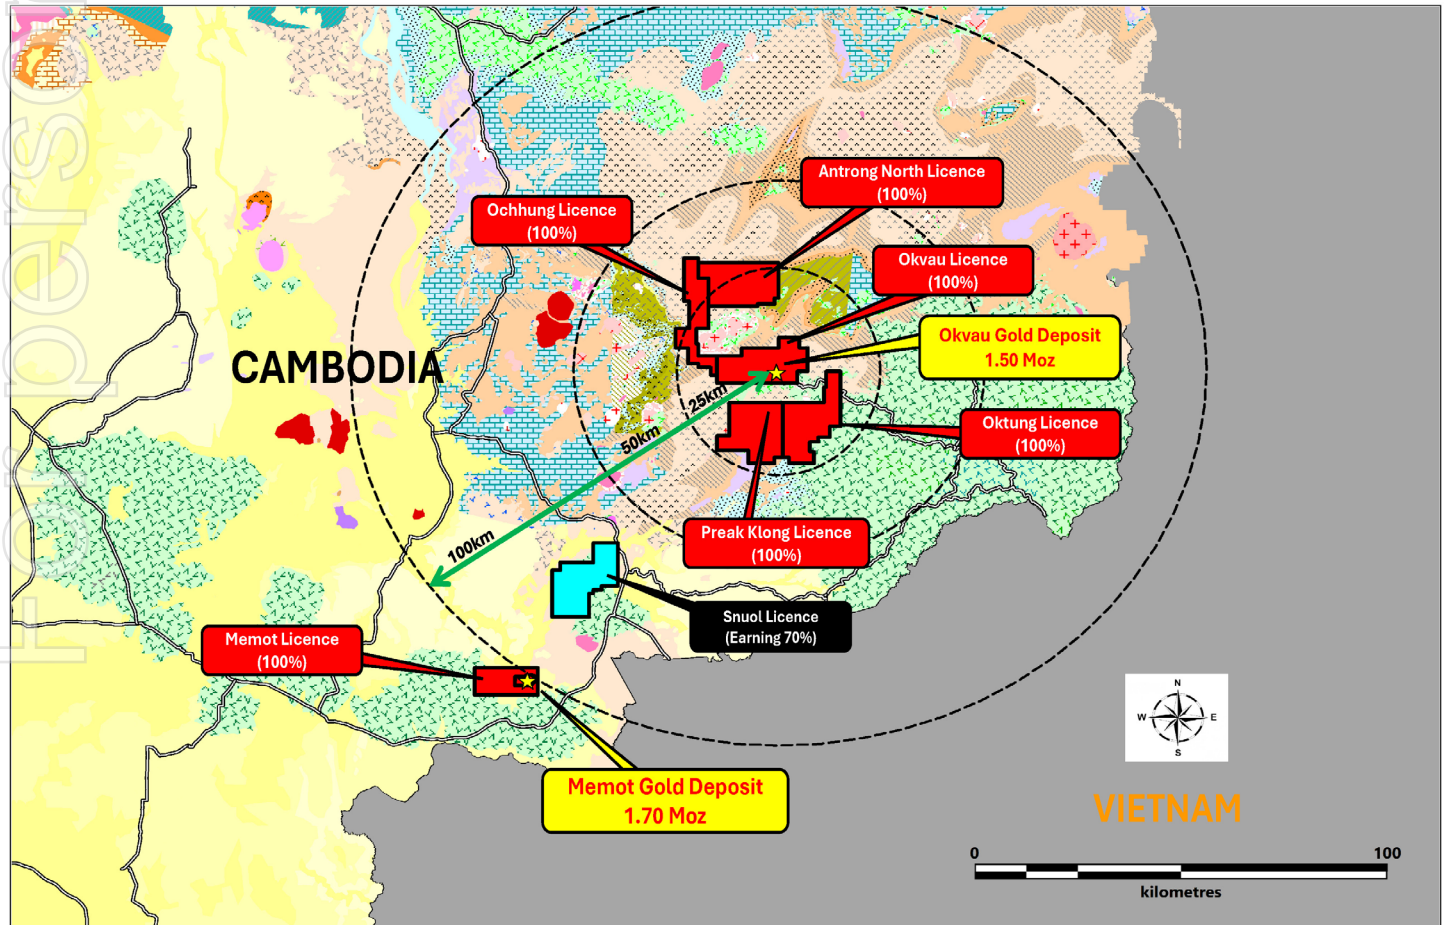 For perso
Antrong North Licence
(100%)
Ochhung Licence
(100%)
Okvau Licence
(100%)
Okvau Gold Deposit
1.50 Moz
CAMBODIA
25km
50km
100km
Oktung Licence
(100%)
Preak Klong Licence
(100%)
Snuol Licence
(Earning 70%)
Memot Licence
(100%)
Memot Gold Deposit
1.70 Moz
N
W E
S
VIETNAM
0 100
kilometres